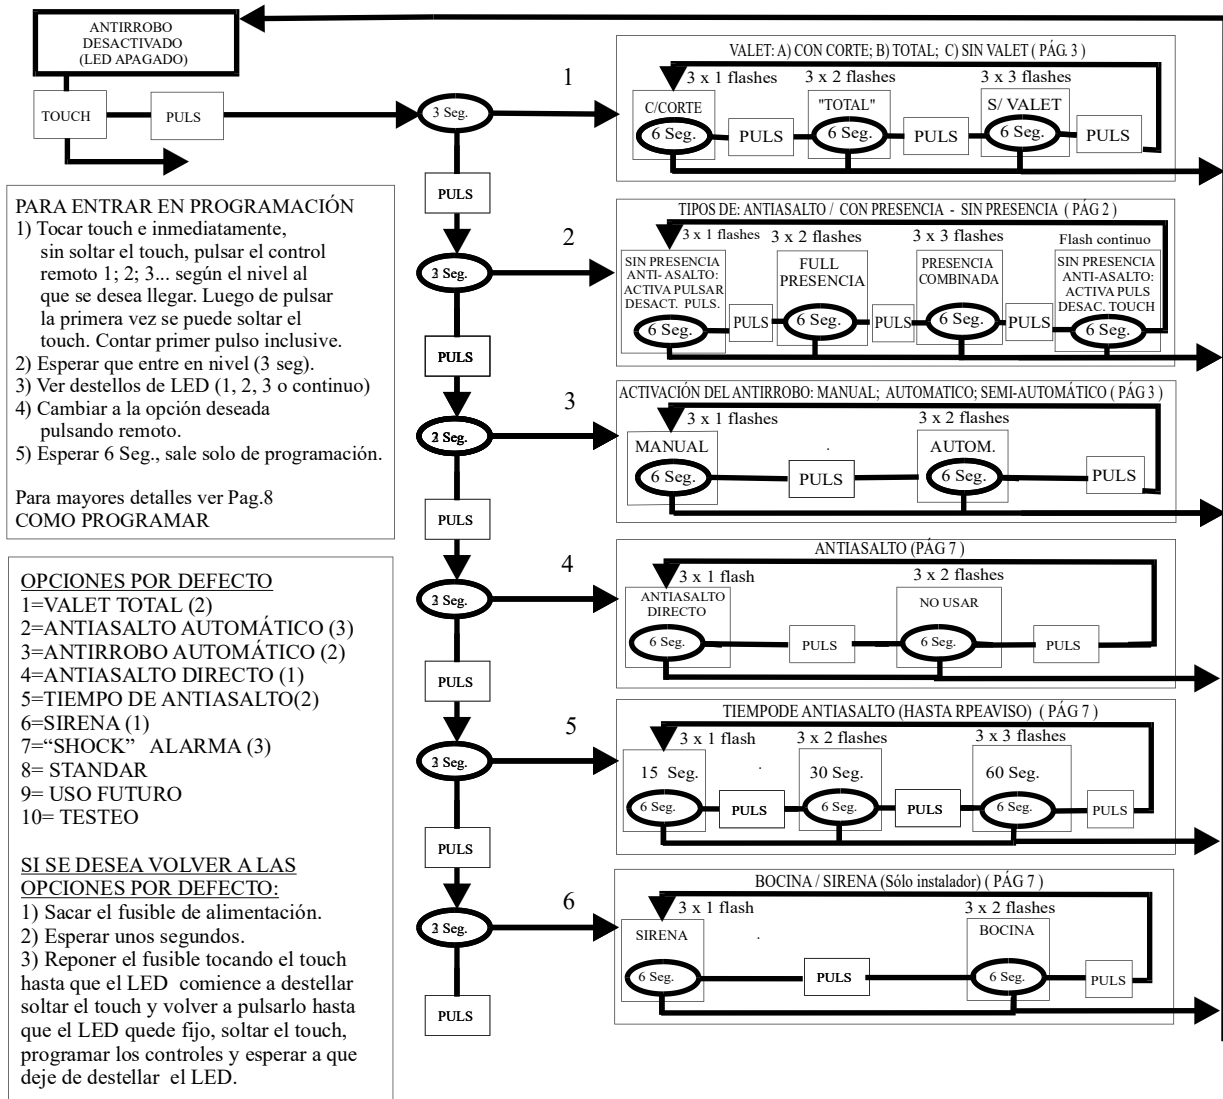 ANTIRROBO
DESACTIVADO
(LED APAGADO)
TOUCH
PULS
3 Seg.
1
VALET: A) CON CORTE; B) TOTAL; C) SIN VALET ( PÁG. 3 )
3 x 1 flashes
3 x 2 flashes
3 x 3 flashes
C/CORTE
"TOTAL"
S/ VALET
6 Seg.
PULS
6 Seg.
PULS
6 Seg.
PULS
PULS
PARA ENTRAR EN PROGRAMACIÓN
1) Tocar touch e inmediatamente,
sin soltar el touch, pulsar el control
remoto 1; 2; 3... según el nivel al
que se desea llegar. Luego de pulsar
la primera vez se puede soltar el
touch. Contar primer pulso inclusive.
2) Esperar que entre en nivel (3 seg).
3) Ver destellos de LED (1, 2, 3 o continuo)
4) Cambiar a la opción deseada
pulsando remoto.
5) Esperar 6 Seg., sale solo de programación.
Para mayores detalles ver Pag.8
COMO PROGRAMAR
2
TIPOS DE: ANTIASALTO / CON PRESENCIA - SIN PRESENCIA ( PÁG 2 )
3 x 1 flashes
3 x 2 flashes
3 x 3 flashes
Flash continuo
SIN PRESENCIA
ANTI-ASALTO:
ACTIVA PULSAR
DESACT. PULS.
FULL
PRESENCIA
PRESENCIA
COMBINADA
SIN PRESENCIA
ANTI-ASALTO:
ACTIVA PULS
DESAC. TOUCH
6 Seg.
PULS
6 Seg.
PULS
6 Seg.
PULS
6 Seg.
Seg.
PULS
3
ACTIVACIÓN DEL ANTIRROBO: MANUAL; AUTOMATICO; SEMI-AUTOMÁTICO ( PÁG 3 )
3 x 1 flashes
3 x 2 flashes
MANUAL
AUTOM.
6 Seg.
PULS
6 Seg.
PULS
Seg.
PULS
4
ANTIASALTO (PÁG 7 )
3 x 1 flash
3 x 2 flashes
ANTIASALTO
DIRECTO
NO USAR
6 Seg.
PULS
6 Seg.
PULS
Seg.
PULS
OPCIONES POR DEFECTO
1=VALET TOTAL (2)
2=ANTIASALTO AUTOMÁTICO (3)
3=ANTIRROBO AUTOMÁTICO (2)
4=ANTIASALTO DIRECTO (1)
5=TIEMPO DE ANTIASALTO(2)
6=SIRENA (1)
7=“SHOCK” ALARMA (3)
8= STANDAR
9= USO FUTURO
10= TESTEO
5
TIEMPODE ANTIASALTO (HASTA RPEAVISO) ( PÁG 7 )
3 x 1 flash
3 x 2 flashes
3 x 3 flashes
15 Seg.
30 Seg.
60 Seg.
6 Seg.
PULS
6 Seg.
PULS
6 Seg.
PULS
Seg.
PULS
SI SE DESEA VOLVER A LAS
OPCIONES POR DEFECTO:
1) Sacar el fusible de alimentación.
2) Esperar unos segundos.
3) Reponer el fusible tocando el touch
hasta que el LED comience a destellar
soltar el touch y volver a pulsarlo hasta
que el LED quede fijo, soltar el touch,
programar los controles y esperar a que
deje de destellar el LED.
6
BOCINA / SIRENA (Sólo instalador) ( PÁG 7 )
3 x 1 flash
3 x 2 flashes
SIRENA
BOCINA
6 Seg.
PULS
6 Seg.
PULS
Seg.
PULS